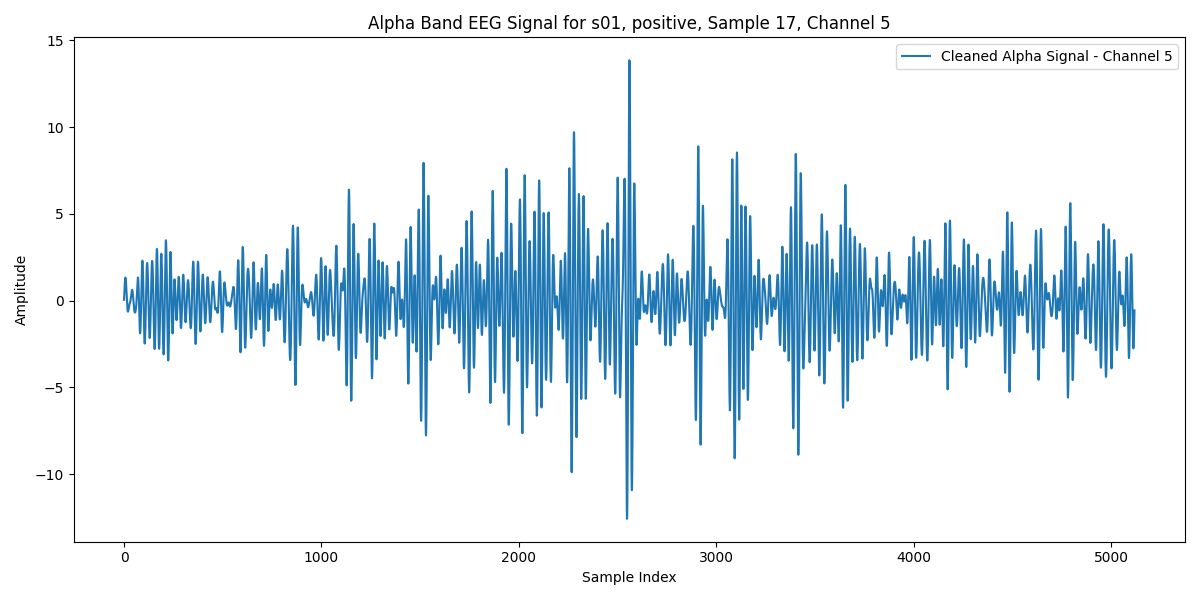 Alpha Band EEG Signal for s01, positive, Sample 17, Channel 5
Cleaned Alpha Signal - Channel 5
Amplitude
15
10
5
0
−5
−10
0 1000 2000 3000 4000 5000
Sample Index